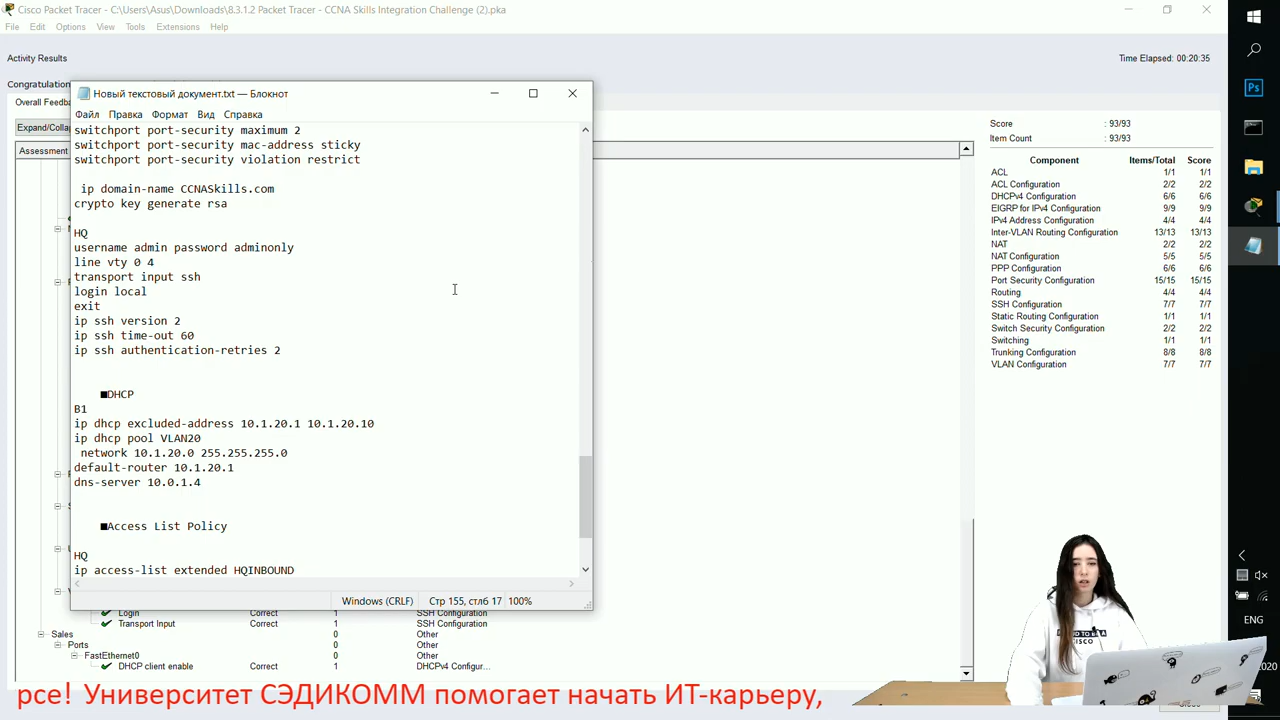 Cisco Packet Tracer - C:\Users\Asus\Downloads\8.3.1.2 Packet Tracer - CCNA Skills Integration Challenge (2).pka
File Edit Options View Tools Extensions Help
Activity Results
Time Elapsed: 00:20:35
Congratulation
Overall Feedba
Expand/Collap
Assessment
Новый текстовый документ.txt — Блокнот
Файл Правка Формат Вид Справка
switchport port-security maximum 2
switchport port-security mac-address sticky
switchport port-security violation restrict
ip domain-name CCNASkills.com
crypto key generate rsa
HQ
username admin password adminonly
line vty 0 4
transport input ssh
login local
exit
ip ssh version 2
ip ssh time-out 60
ip ssh authentication-retries 2
■DHCP
B1
ip dhcp excluded-address 10.1.20.1 10.1.20.10
ip dhcp pool VLAN20
network 10.1.20.0 255.255.255.0
default-router 10.1.20.1
dns-server 10.0.1.4
■Access List Policy
HQ
ip access-list extended HQINBOUND
Windows (CRLF) Стр 155, стлб 17 100%
Login Correct 1 SSH Configuration
Transport Input Correct 1 SSH Configuration
Sales 0 Other
Ports 0 Other
FastEthernet0 0 Other
DHCP client enable Correct 1 DHCPv4 Configur...
Score : 93/93
Item Count : 93/93
Component Items/Total Score
ACL 1/1 1/1
ACL Configuration 2/2 2/2
DHCPv4 Configuration 6/6 6/6
EIGRP for IPv4 Configuration 9/9 9/9
IPv4 Address Configuration 4/4 4/4
Inter-VLAN Routing Configuration 13/13 13/13
NAT 1/1 1/1
NAT Configuration 5/5 5/5
PPP Configuration 6/6 6/6
Port Security Configuration 15/15 15/15
Routing 4/4 4/4
SSH Configuration 7/7 7/7
Static Routing Configuration 1/1 1/1
Switch Security Configuration 2/2 2/2
Switching 1/1 1/1
Trunking Configuration 8/8 8/8
VLAN Configuration 7/7 7/7
Ps
ENG
CISCO
рсе! Университет СЭДИКОММ помогает начать ИТ-карьеру,